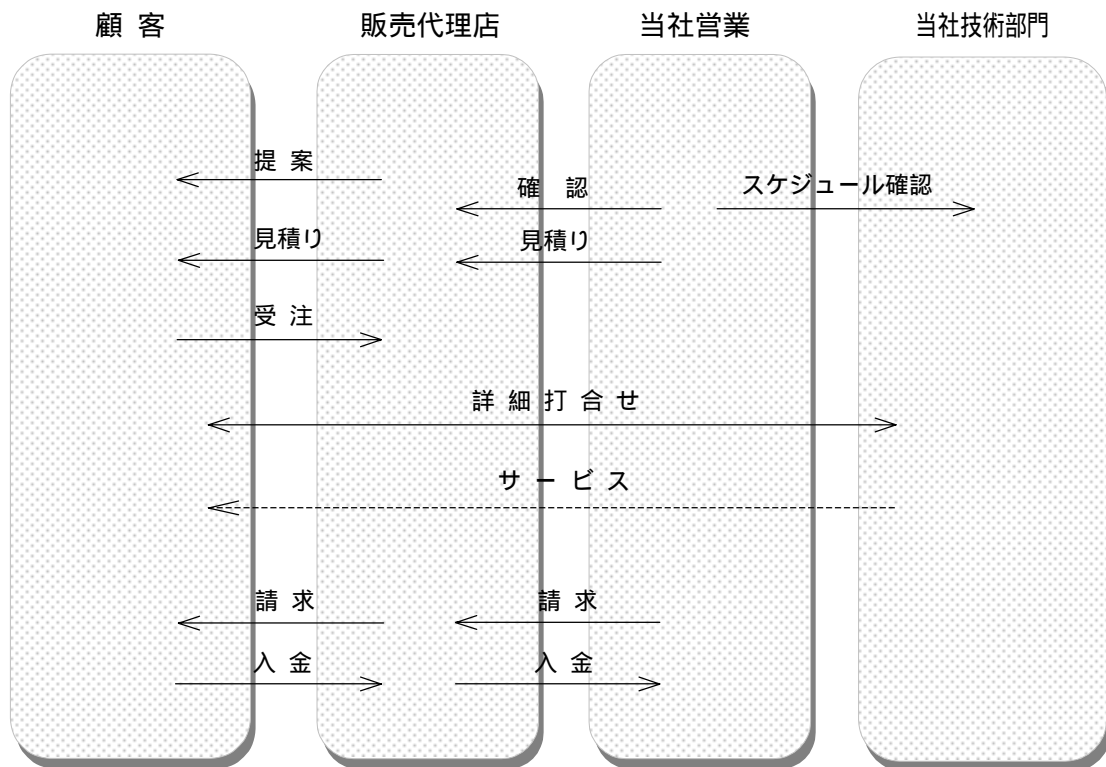 顧 客 販売代理店 当社営業 当社技術部門
提 案
確 認 スケジュール確認
見積り 見積り
受 注
詳 細 打 合 せ
サ ー ビ ス
請 求 請 求
入 金 入 金